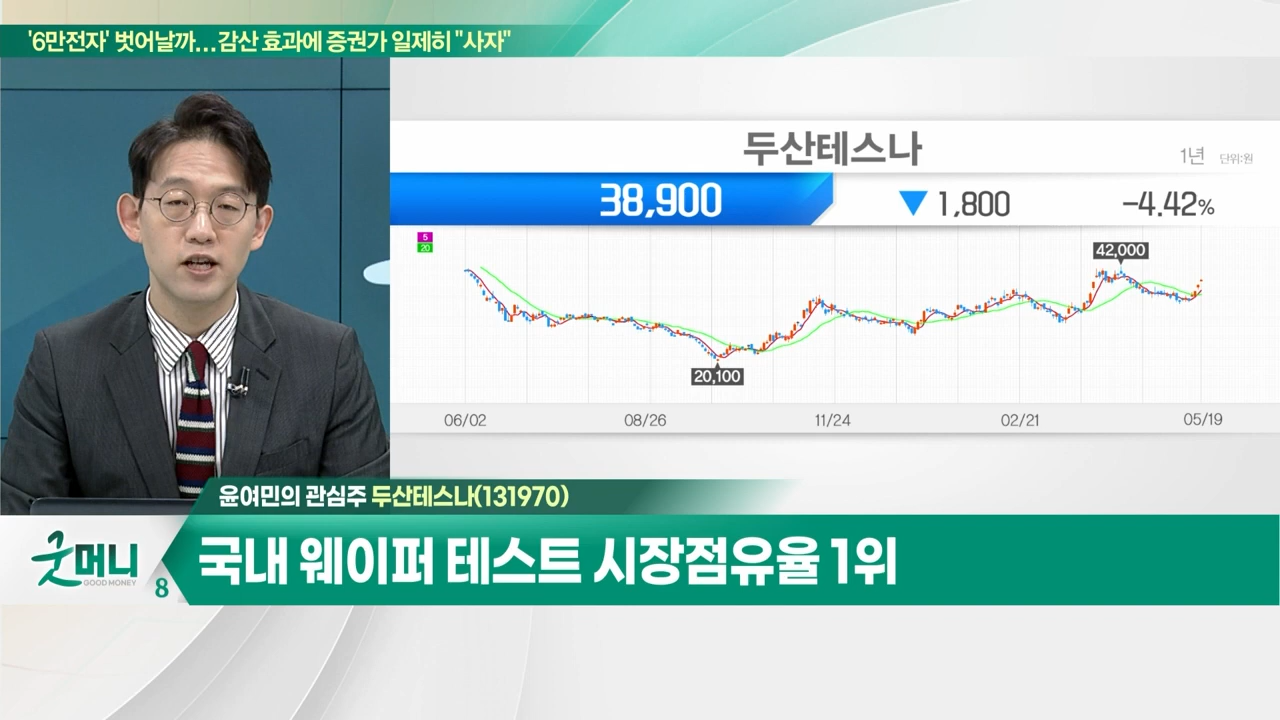 '6만전자' 벗어날까...감산 효과에 증권가 일제히 "사자"
두산테스나
1년 단위:원
38,900 ▼ 1,800 -4.42%
5
20
42,000
20,100
06/02 08/26 11/24 02/21 05/19
윤여민의 관심주 두산테스나(131970)
굿머니
GOOD MONEY
8
국내 웨이퍼 테스트 시장점유율 1위